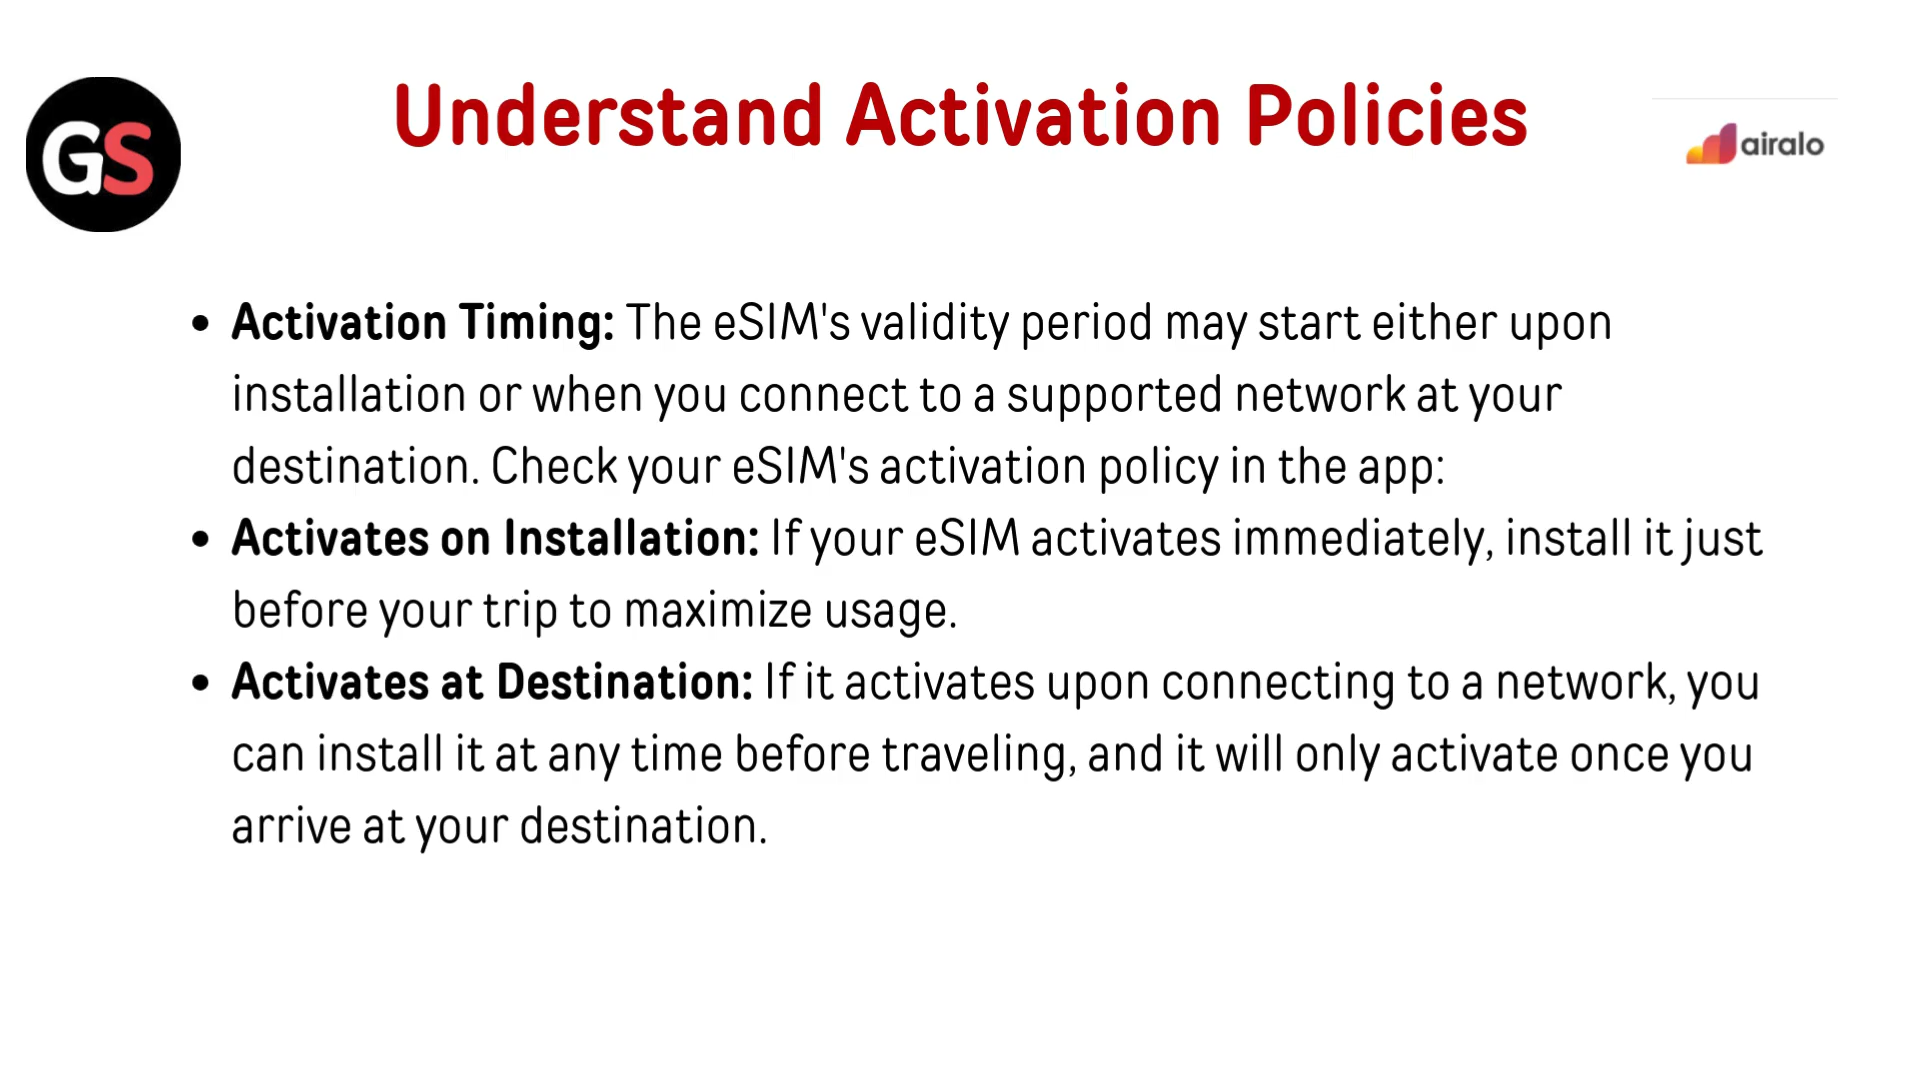 GS
Understand Activation Policies
airalo
• Activation Timing: The eSIM's validity period may start either upon
installation or when you connect to a supported network at your
destination. Check your eSIM's activation policy in the app:
• Activates on Installation: If your eSIM activates immediately, install it just
before your trip to maximize usage.
• Activates at Destination: If it activates upon connecting to a network, you
can install it at any time before traveling, and it will only activate once you
arrive at your destination.